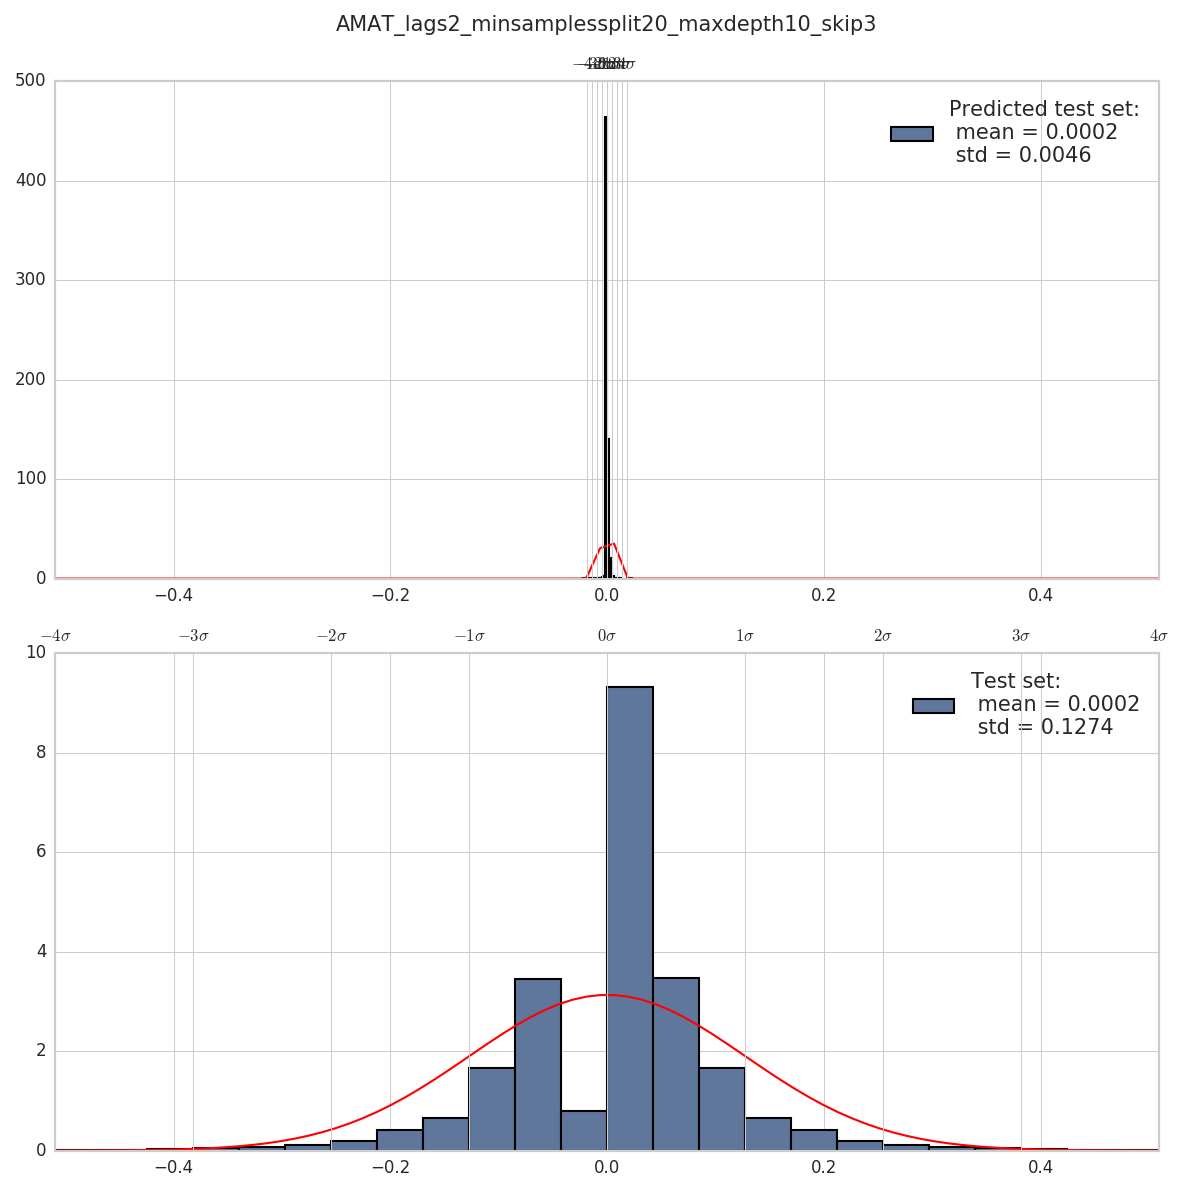 AMAT_lags2_minsamplessplit20_maxdepth10_skip3
500
400
300
200
100
0
Predicted test set:
mean = 0.0002
std = 0.0046
−0.4 −0.2 0.0 0.2 0.4
−4σ −3σ −2σ −1σ 0σ 1σ 2σ 3σ 4σ
10
8
6
4
2
0
Test set:
mean = 0.0002
std = 0.1274
−0.4 −0.2 0.0 0.2 0.4